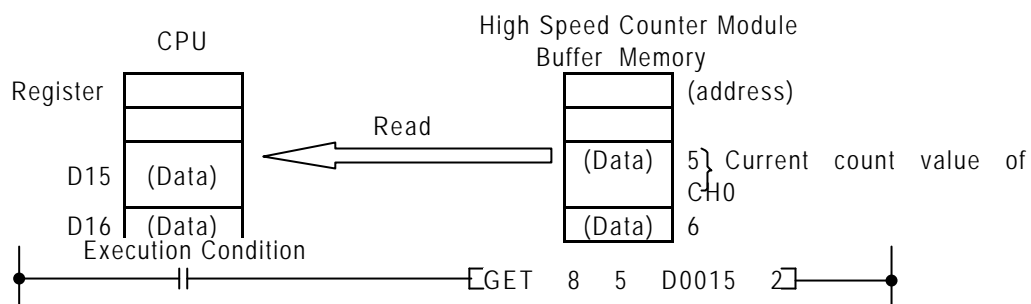 High Speed Counter Module
CPU
Buffer Memory
Register
(address)
Read
(Data) 5 Current count value of
D15 (Data)
CH0
D16 (Data)
(Data) 6
Execution Condition
GET 8 5 D0015 2